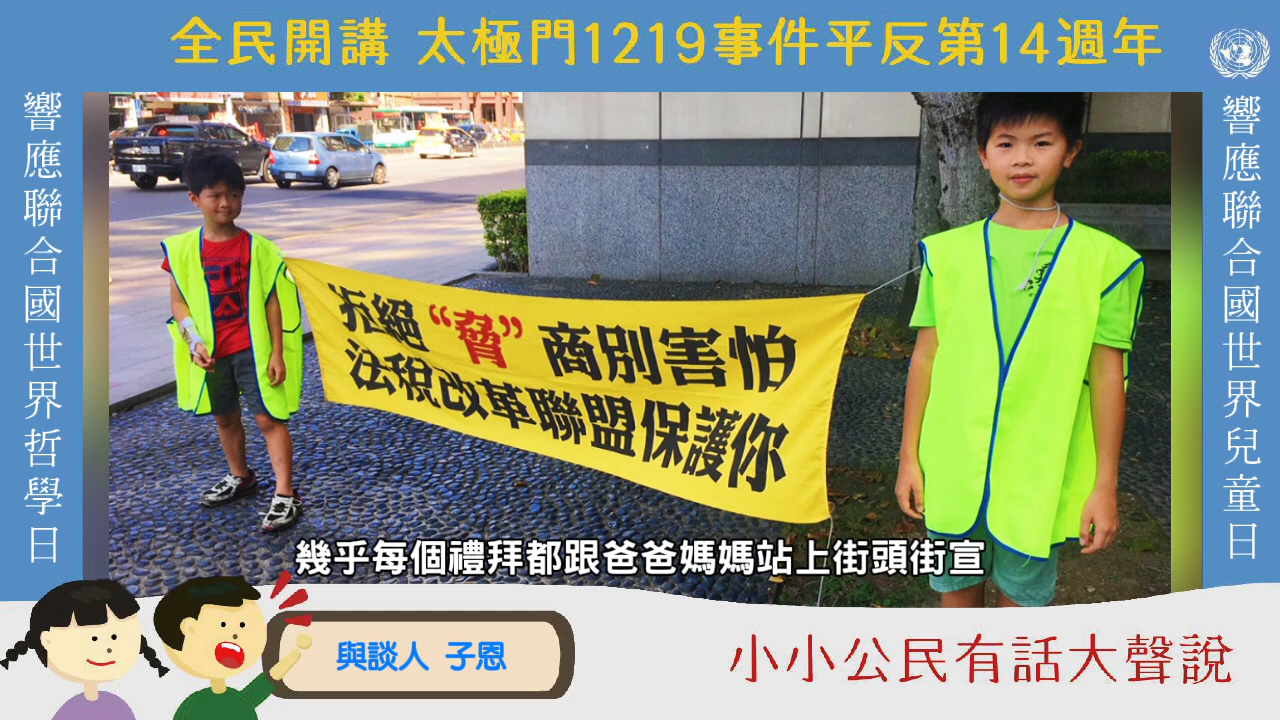 全民開講 太極門1219事件平反第14週年
響應聯合國世界哲學日
響應聯合國世界兒童日
拒絕“脅”商別害怕
法稅改革聯盟保護你
幾乎每個禮拜都跟爸爸媽媽站上街頭街宣
與談人 子恩
小小公民有話大聲說